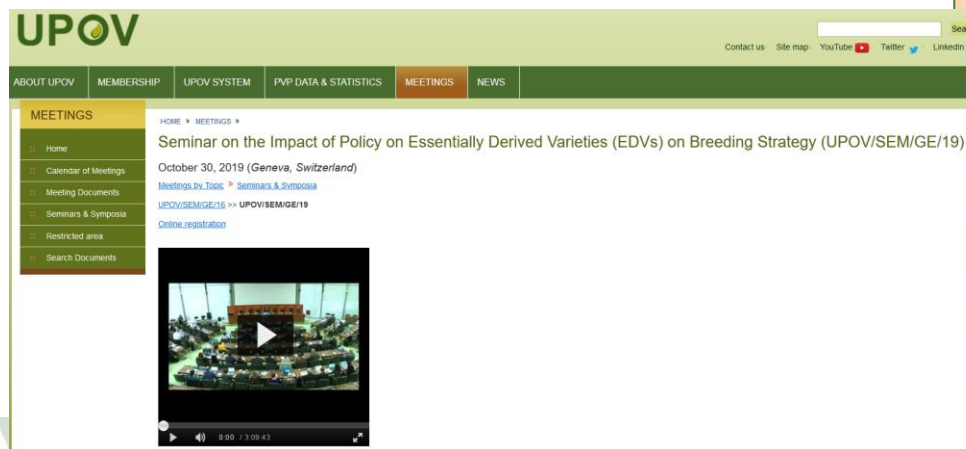 UPOV
Sea
Contact us Site map YouTube Twitter LinkedIn
ABOUT UPOV MEMBERSHIP UPOV SYSTEM PVP DATA & STATISTICS MEETINGS NEWS
MEETINGS
Home
Calendar of Meetings
Meeting Documents
Seminars & Symposia
Restricted area
Search Documents
HOME » MEETINGS »
Seminar on the Impact of Policy on Essentially Derived Varieties (EDVs) on Breeding Strategy (UPOV/SEM/GE/19)
October 30, 2019 (Geneva, Switzerland)
Meetings by Topic » Seminars & Symposia
UPOV/SEM/GE/16 >> UPOV/SEM/GE/19
Online registration
0:00 / 3:09:43